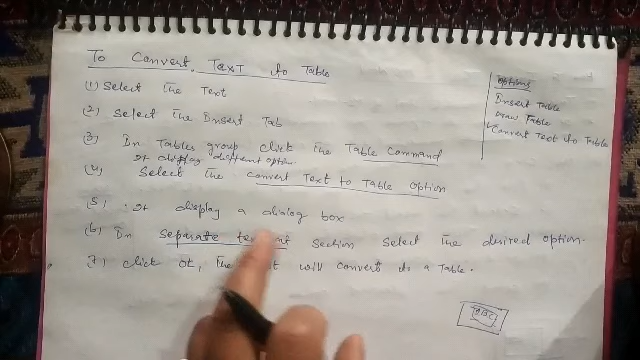 To Convert Text to Table
(1) Select the Text
(2) Select the Insert Tab
(3) In Tables group click the Table Command
It display different option.
(4) Select the Convert Text to Table Option
(5) It display a dialog box
(6) In Separate text section Select the desired option.
(7) Click Ok, the will convert to a Table.
Options
Insert Table
Draw Table
Convert Text to Table